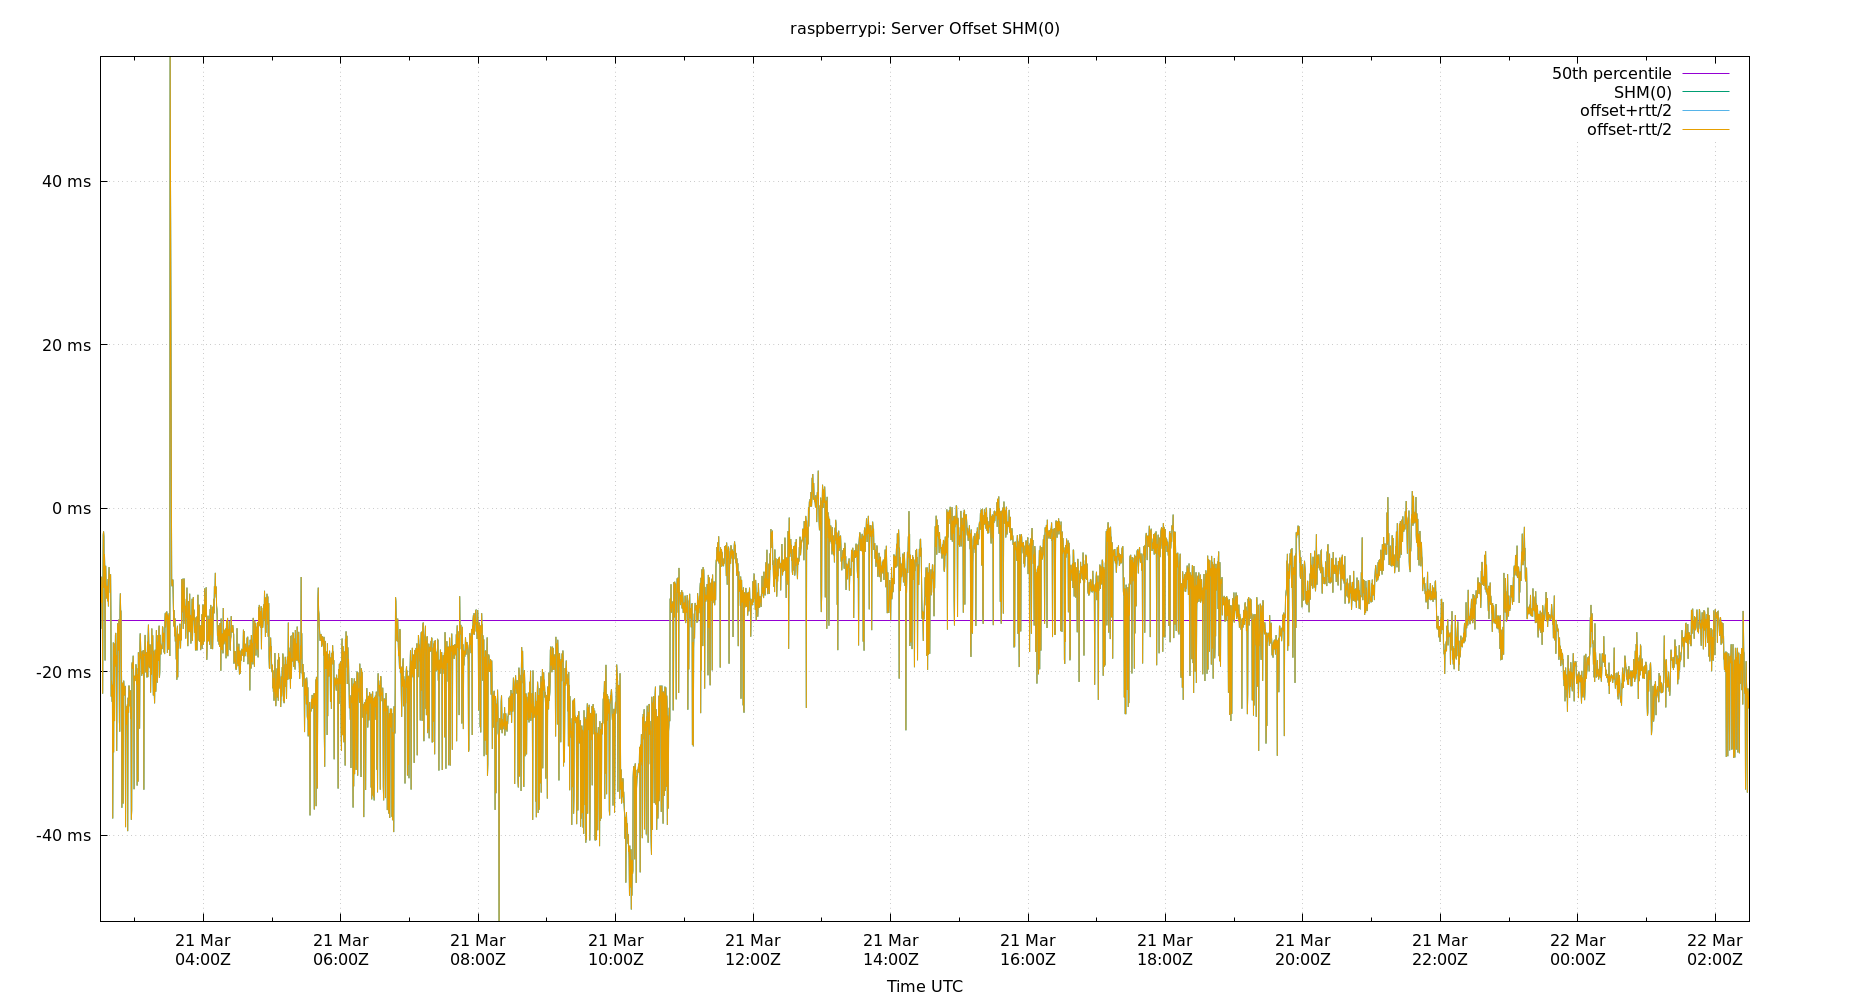 raspberrypi: Server Offset SHM(0)
50th percentile
SHM(0)
offset+rtt/2
offset-rtt/2
40 ms
20 ms
0 ms
-20 ms
-40 ms
21 Mar 21 Mar 21 Mar 21 Mar 21 Mar 21 Mar 21 Mar 21 Mar 21 Mar 21 Mar 22 Mar 22 Mar
04:00Z 06:00Z 08:00Z 10:00Z 12:00Z 14:00Z 16:00Z 18:00Z 20:00Z 22:00Z 00:00Z 02:00Z
Time UTC